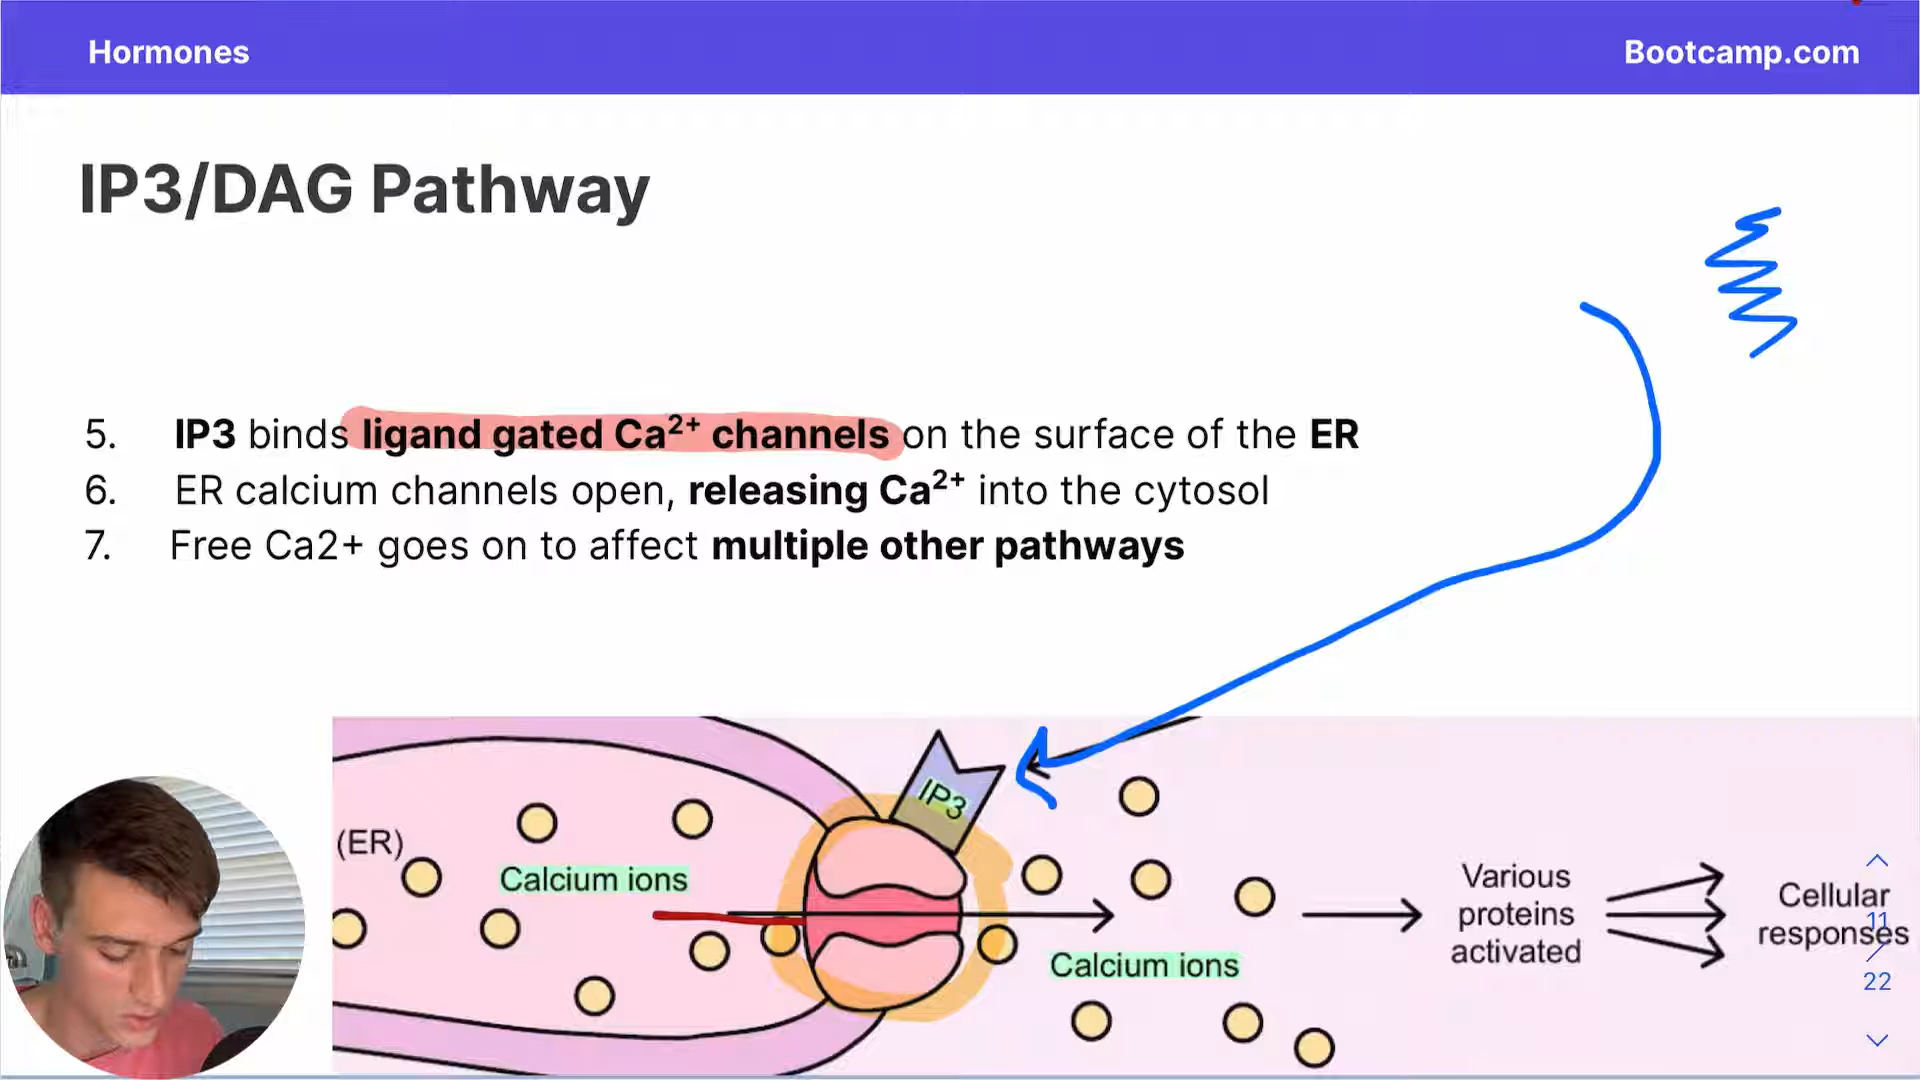 Hormones
Bootcamp.com
IP3/DAG Pathway
5. IP3 binds ligand gated Ca²⁺ channels on the surface of the ER
6. ER calcium channels open, releasing Ca²⁺ into the cytosol
7. Free Ca2+ goes on to affect multiple other pathways
IP3
(ER)
Calcium ions
Calcium ions
Various
proteins
activated
Cellular
responses
11
/
22